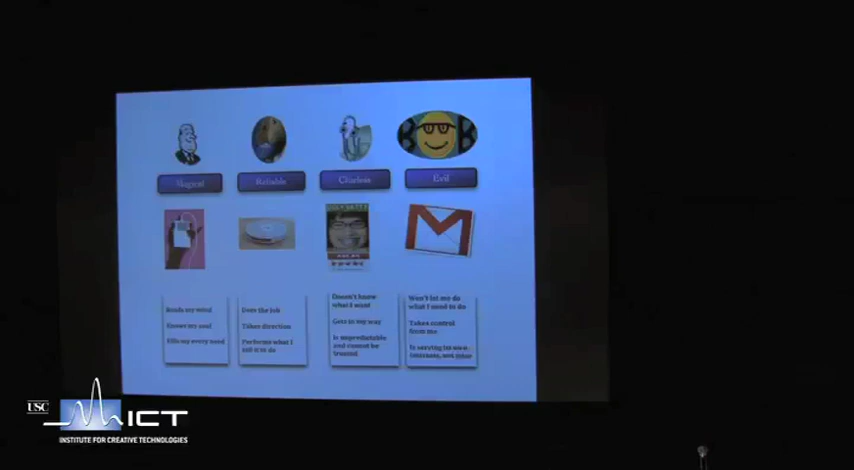 Magical
Reliable
Clueless
Evil
Reads my mind
Knows my soul
Fills my every need
Does the job
Takes direction
Performs what I
tell it to do
Doesn't know
what I want
Gets in my way
Is unpredictable
and cannot be
trusted
Won't let me do
what I need to do
Takes control
from me
Is serving its own
interests, not mine
USC
ICT
INSTITUTE FOR CREATIVE TECHNOLOGIES